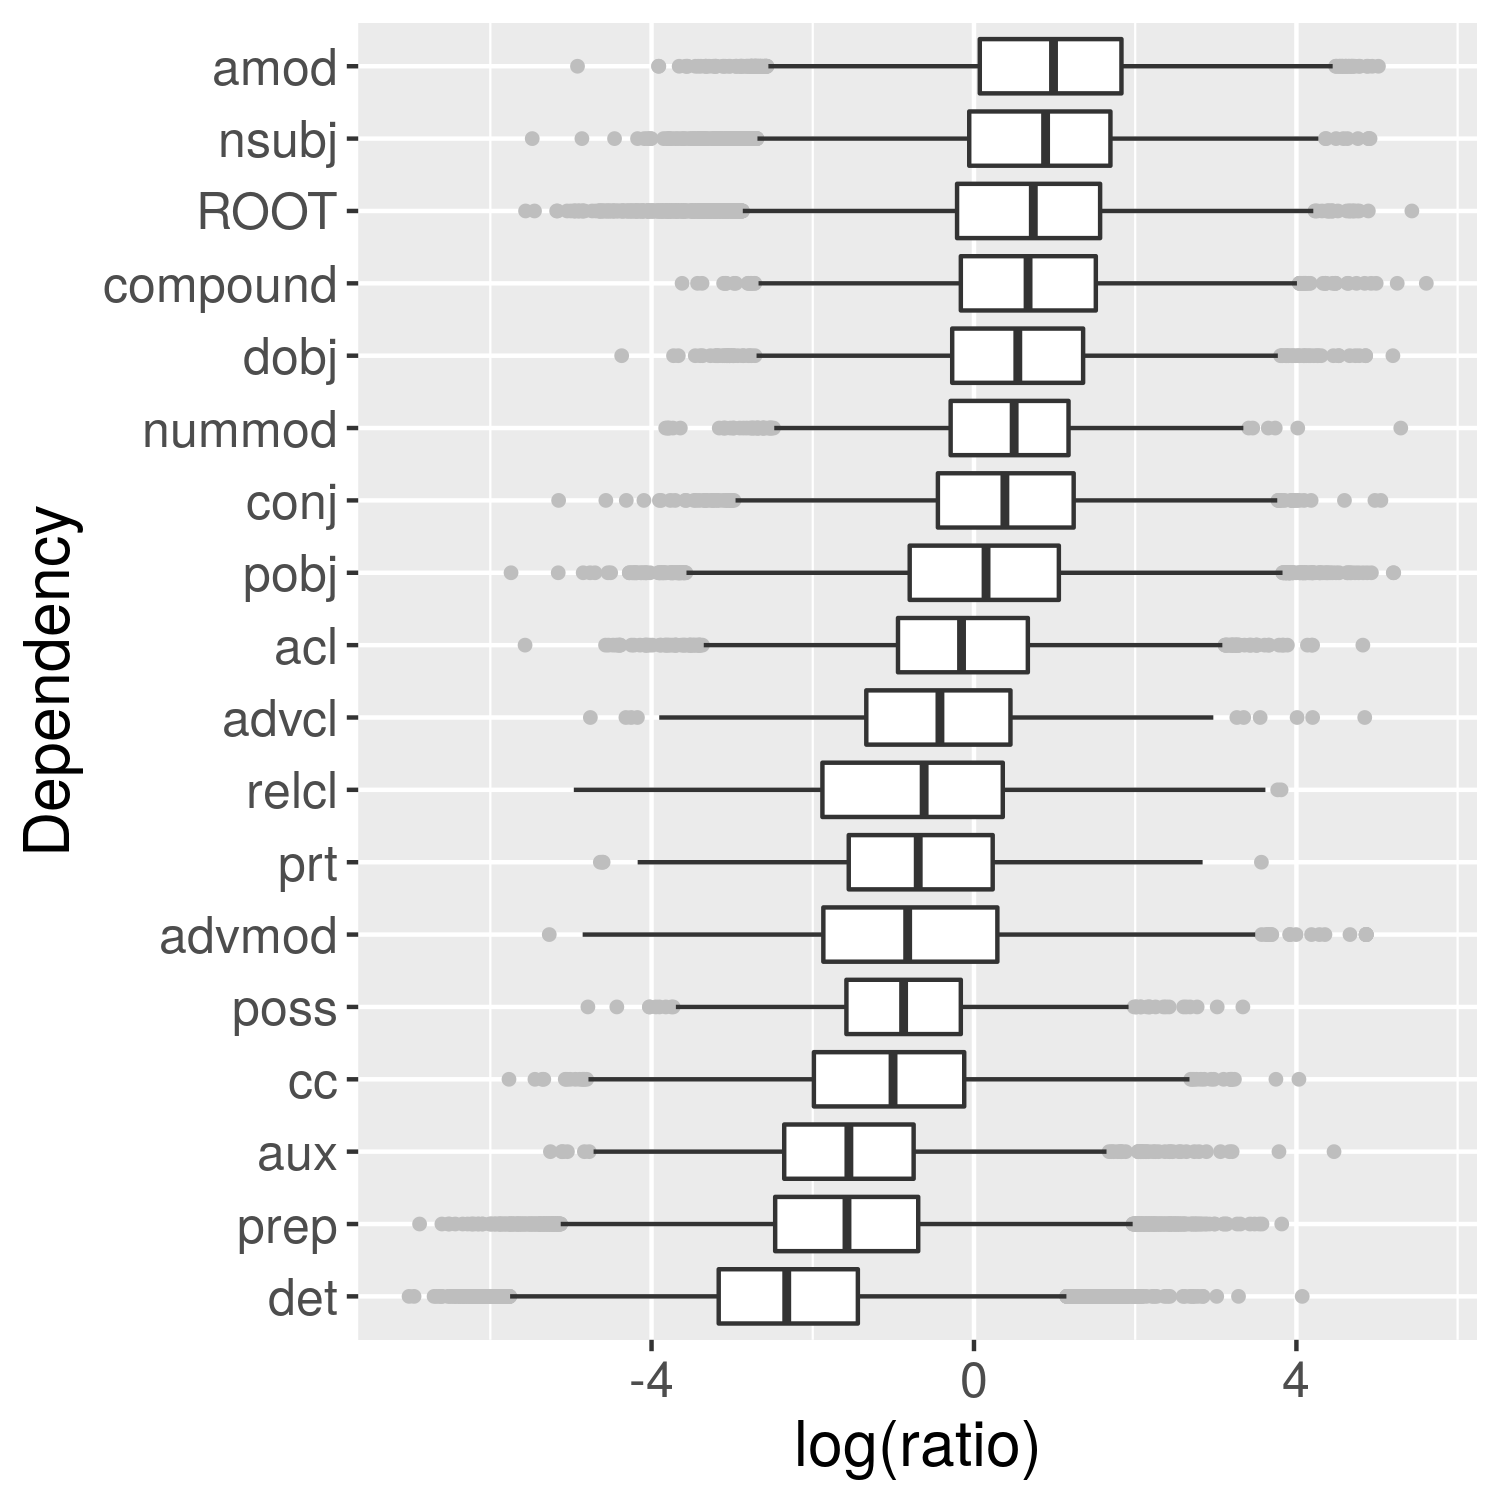 amod
nsubj
ROOT
compound
dobj
nummod
conj
pobj
acl
advcl
relcl
prt
advmod
poss
cc
aux
prep
det
Dependency
-4 0 4
log(ratio)